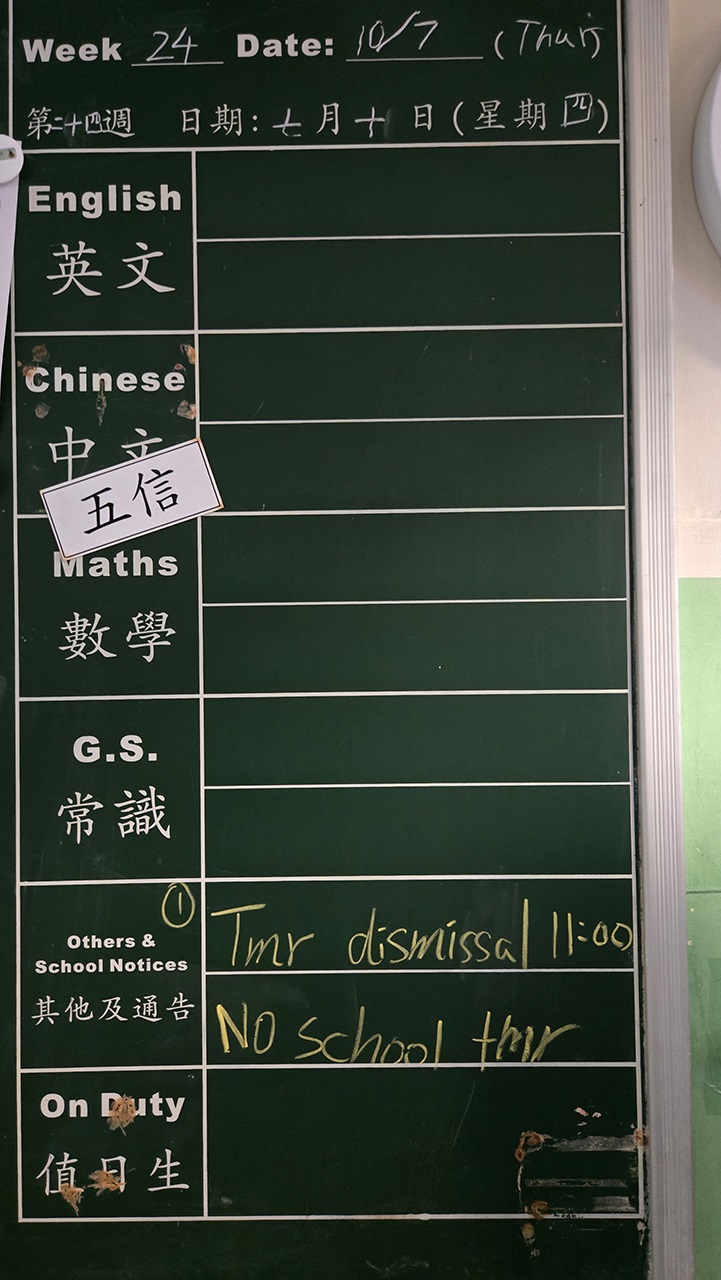 Week 24 Date: 10/7 (Thur)
第二十四週 日期: 七月十日(星期四)
English
英文
Chinese
中文
五信
Maths
數學
G.S.
常識
①
Tmr dismissal 11:00
Others &
School Notices
其他及通告
NO school tmr
On Duty
值日生